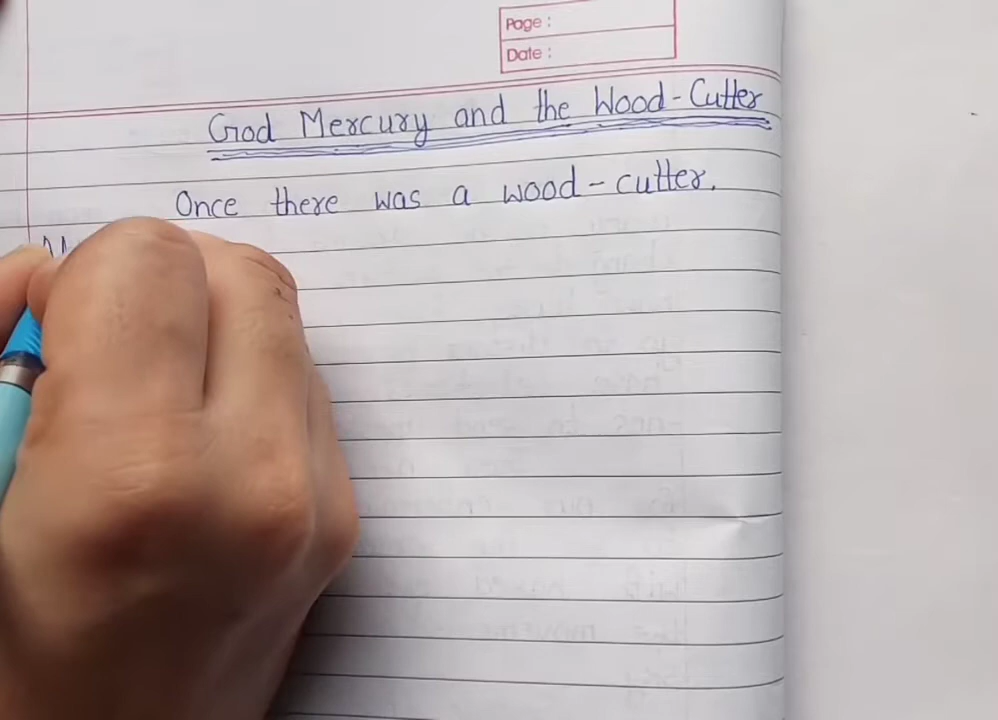 Page :
Date :
God Mercury and the Wood-Cutter
Once there was a wood-cutter.